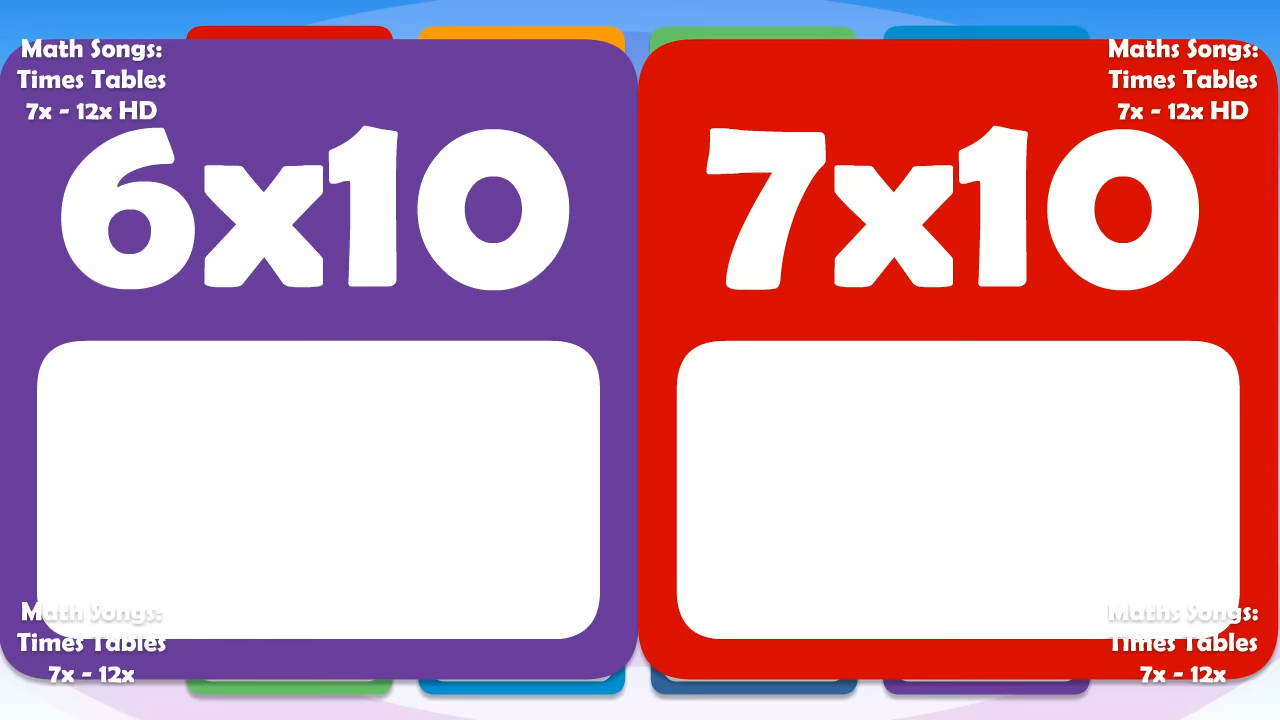 Math Songs:
Times Tables
7x - 12x HD
Maths Songs:
Times Tables
7x - 12x HD
6x10
7x10
Math Songs:
Times Tables
7x - 12x
Maths Songs:
Times Tables
7x - 12x